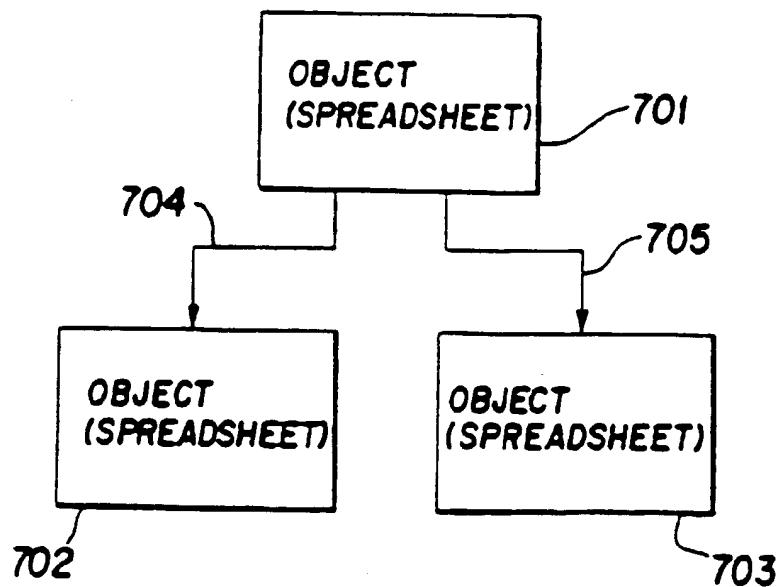 OBJECT
(SPREADSHEET)
701
704
705
OBJECT
(SPREADSHEET)
OBJECT
(SPREADSHEET)
702
703